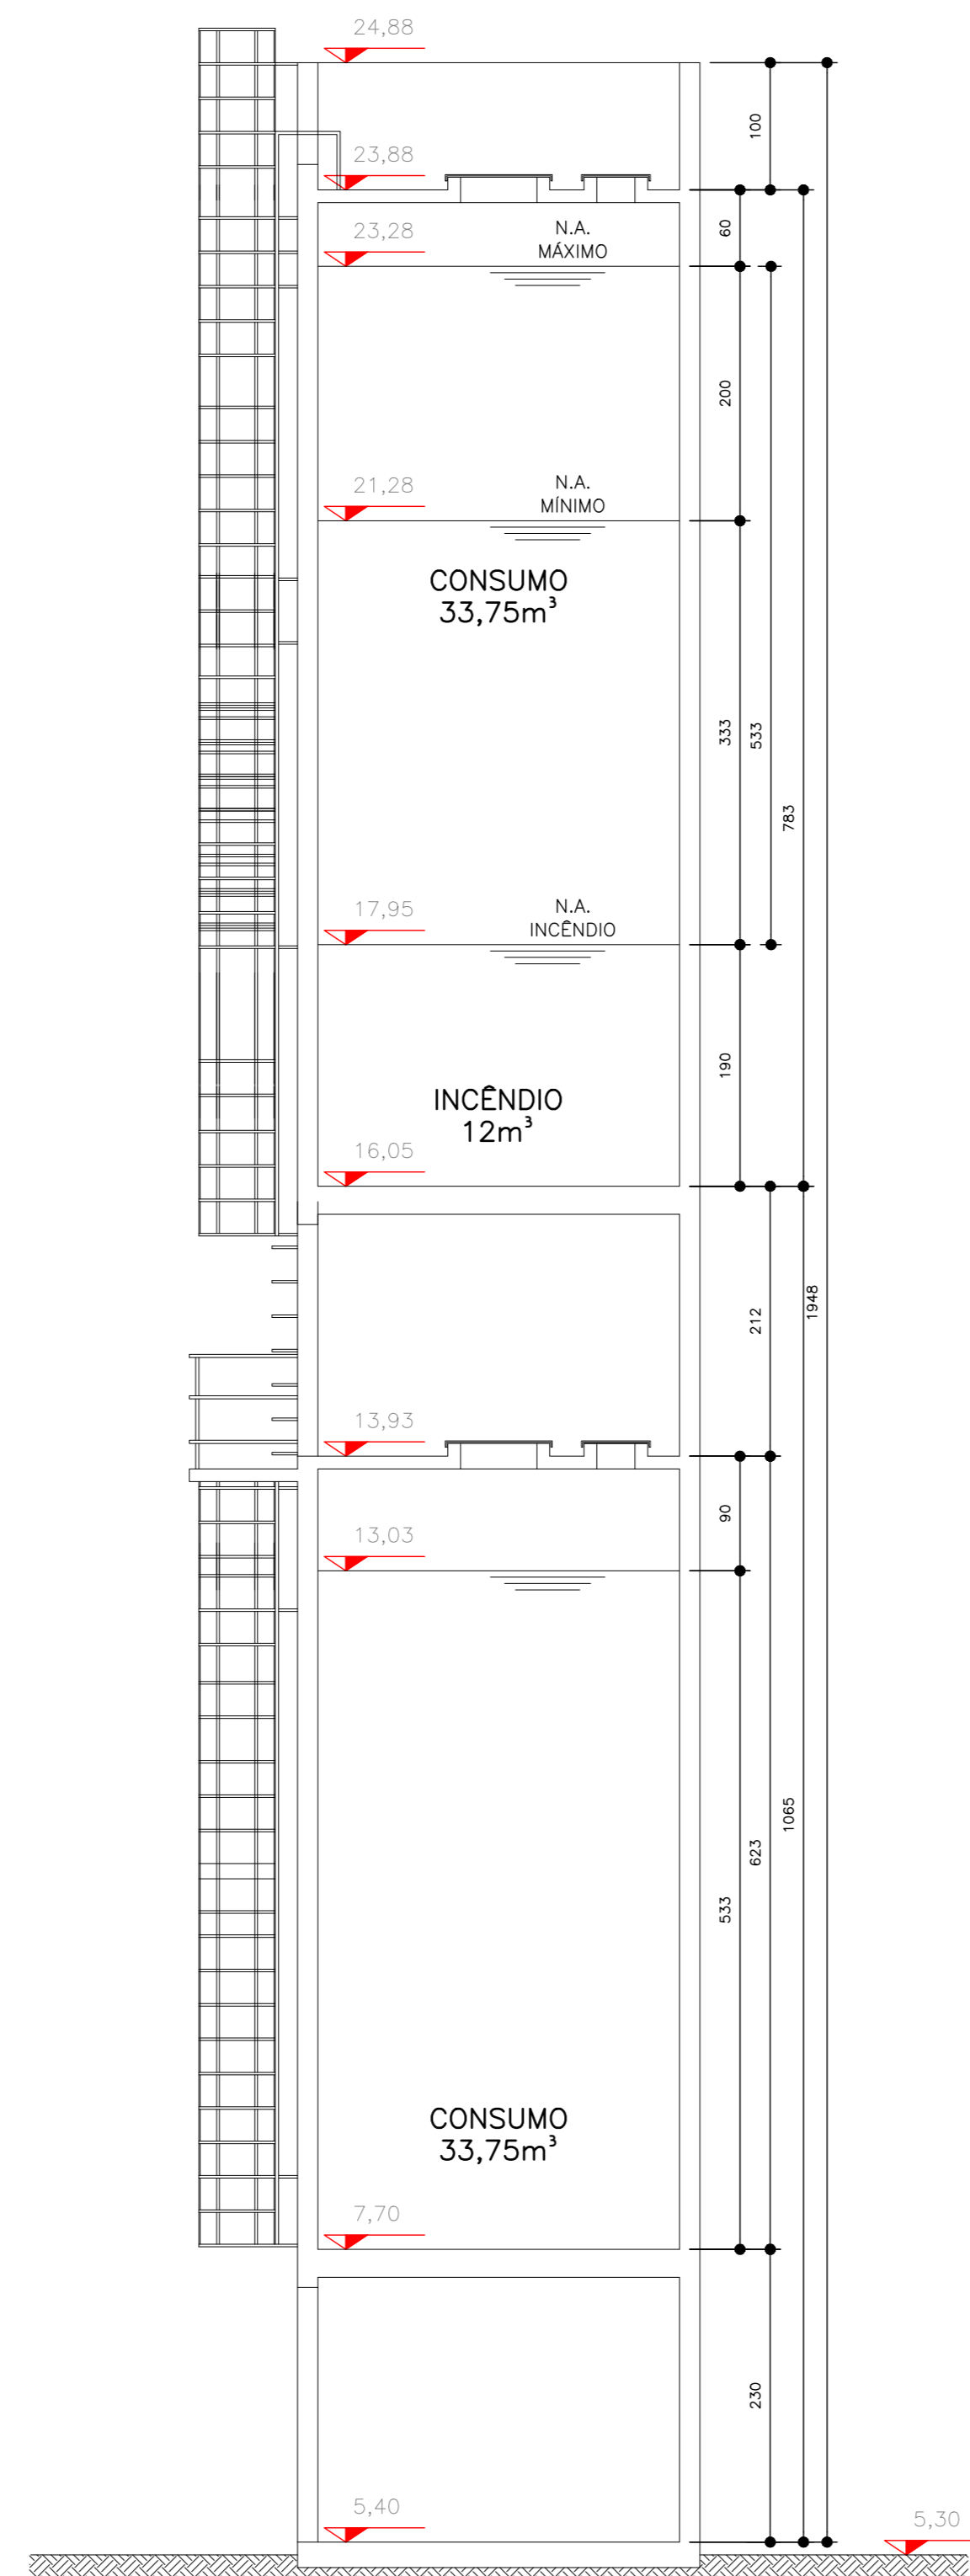 24,88
100
23,88
60
23,28
N.A.
MÁXIMO
200
21,28
N.A.
MÍNIMO
CONSUMO
33,75m³
333
533
783
17,95
N.A.
INCÊNDIO
190
INCÊNDIO
12m³
16,05
1948
212
13,93
90
13,03
1065
623
533
CONSUMO
33,75m³
7,70
230
5,40
5,30